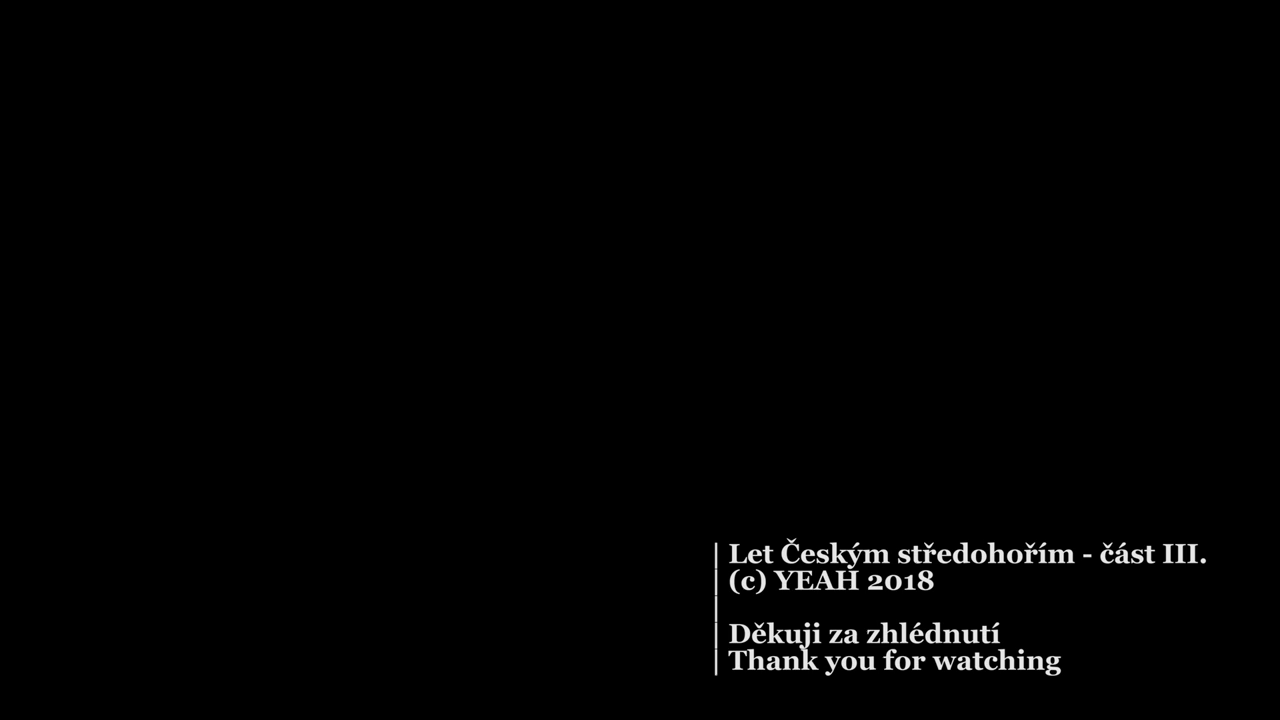 | Let Českým středohořím - část III.
| (c) YEAH 2018
|
| Děkuji za zhlédnutí
| Thank you for watching